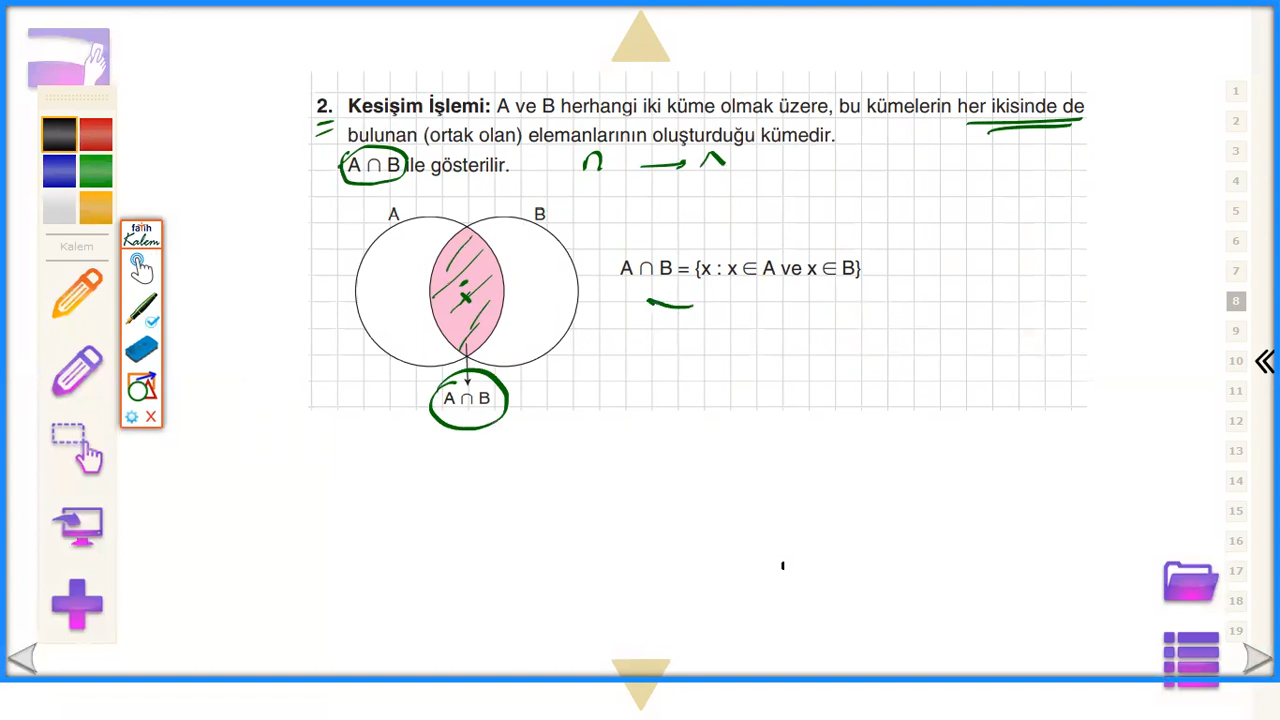 2. Kesişim İşlemi: A ve B herhangi iki küme olmak üzere, bu kümelerin her ikisinde de
bulunan (ortak olan) elemanlarının oluşturduğu kümedir.
A ∩ B ile gösterilir. ∩ → ∧
A B
A ∩ B = {x : x ∈ A ve x ∈ B}
x
A ∩ B
Kalem
fatih
Kalem
1
2
3
4
5
6
7
8
9
10
11
12
13
14
15
16
17
18
19